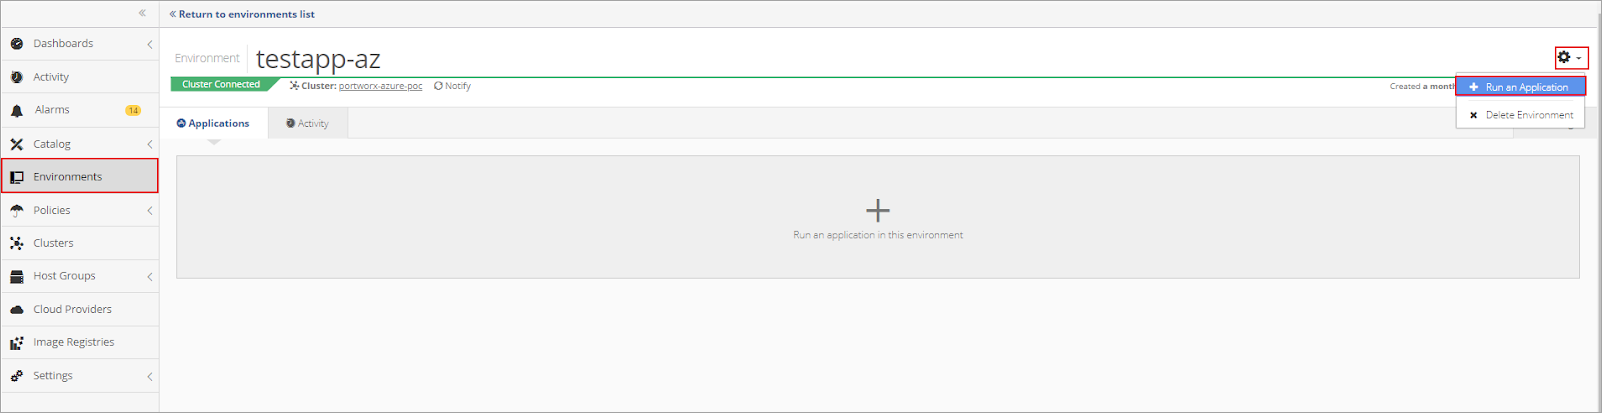 « Return to environments list
Dashboards
Activity
Alarms 14
Catalog
Environments
Policies
Clusters
Host Groups
Cloud Providers
Image Registries
Settings
Environment testapp-az
Cluster Connected Cluster: portworx-azure-poc Notify Created a month
Run an Application
Delete Environment
Applications Activity
Run an application in this environment